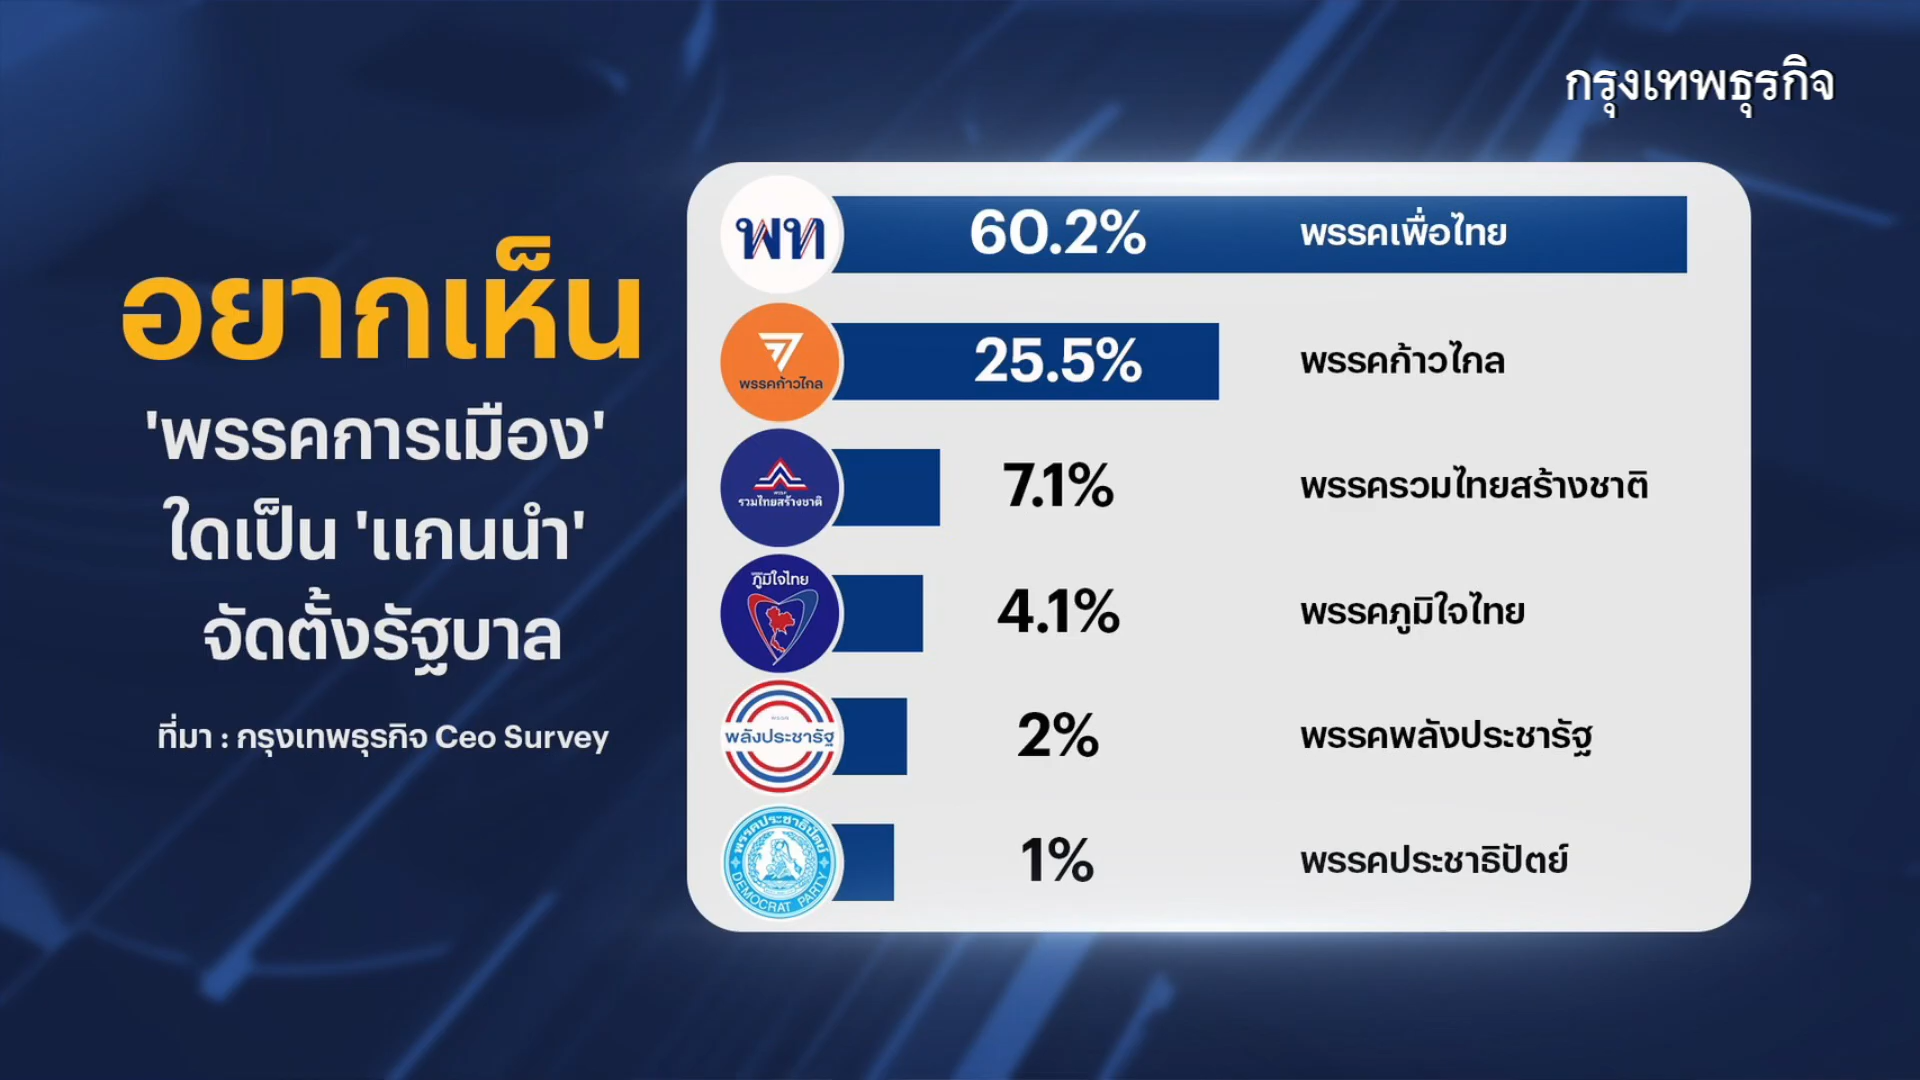 กรุงเทพธุรกิจ
อยากเห็น
'พรรคการเมือง'
ใดเป็น 'แกนนำ'
จัดตั้งรัฐบาล
ที่มา : กรุงเทพธุรกิจ Ceo Survey
พท 60.2% พรรคเพื่อไทย
พรรคก้าวไกล 25.5% พรรคก้าวไกล
รวมไทยสร้างชาติ 7.1% พรรครวมไทยสร้างชาติ
ภูมิใจไทย 4.1% พรรคภูมิใจไทย
พลังประชารัฐ 2% พรรคพลังประชารัฐ
พรรคประชาธิปัตย์ DEMOCRAT PARTY 1% พรรคประชาธิปัตย์